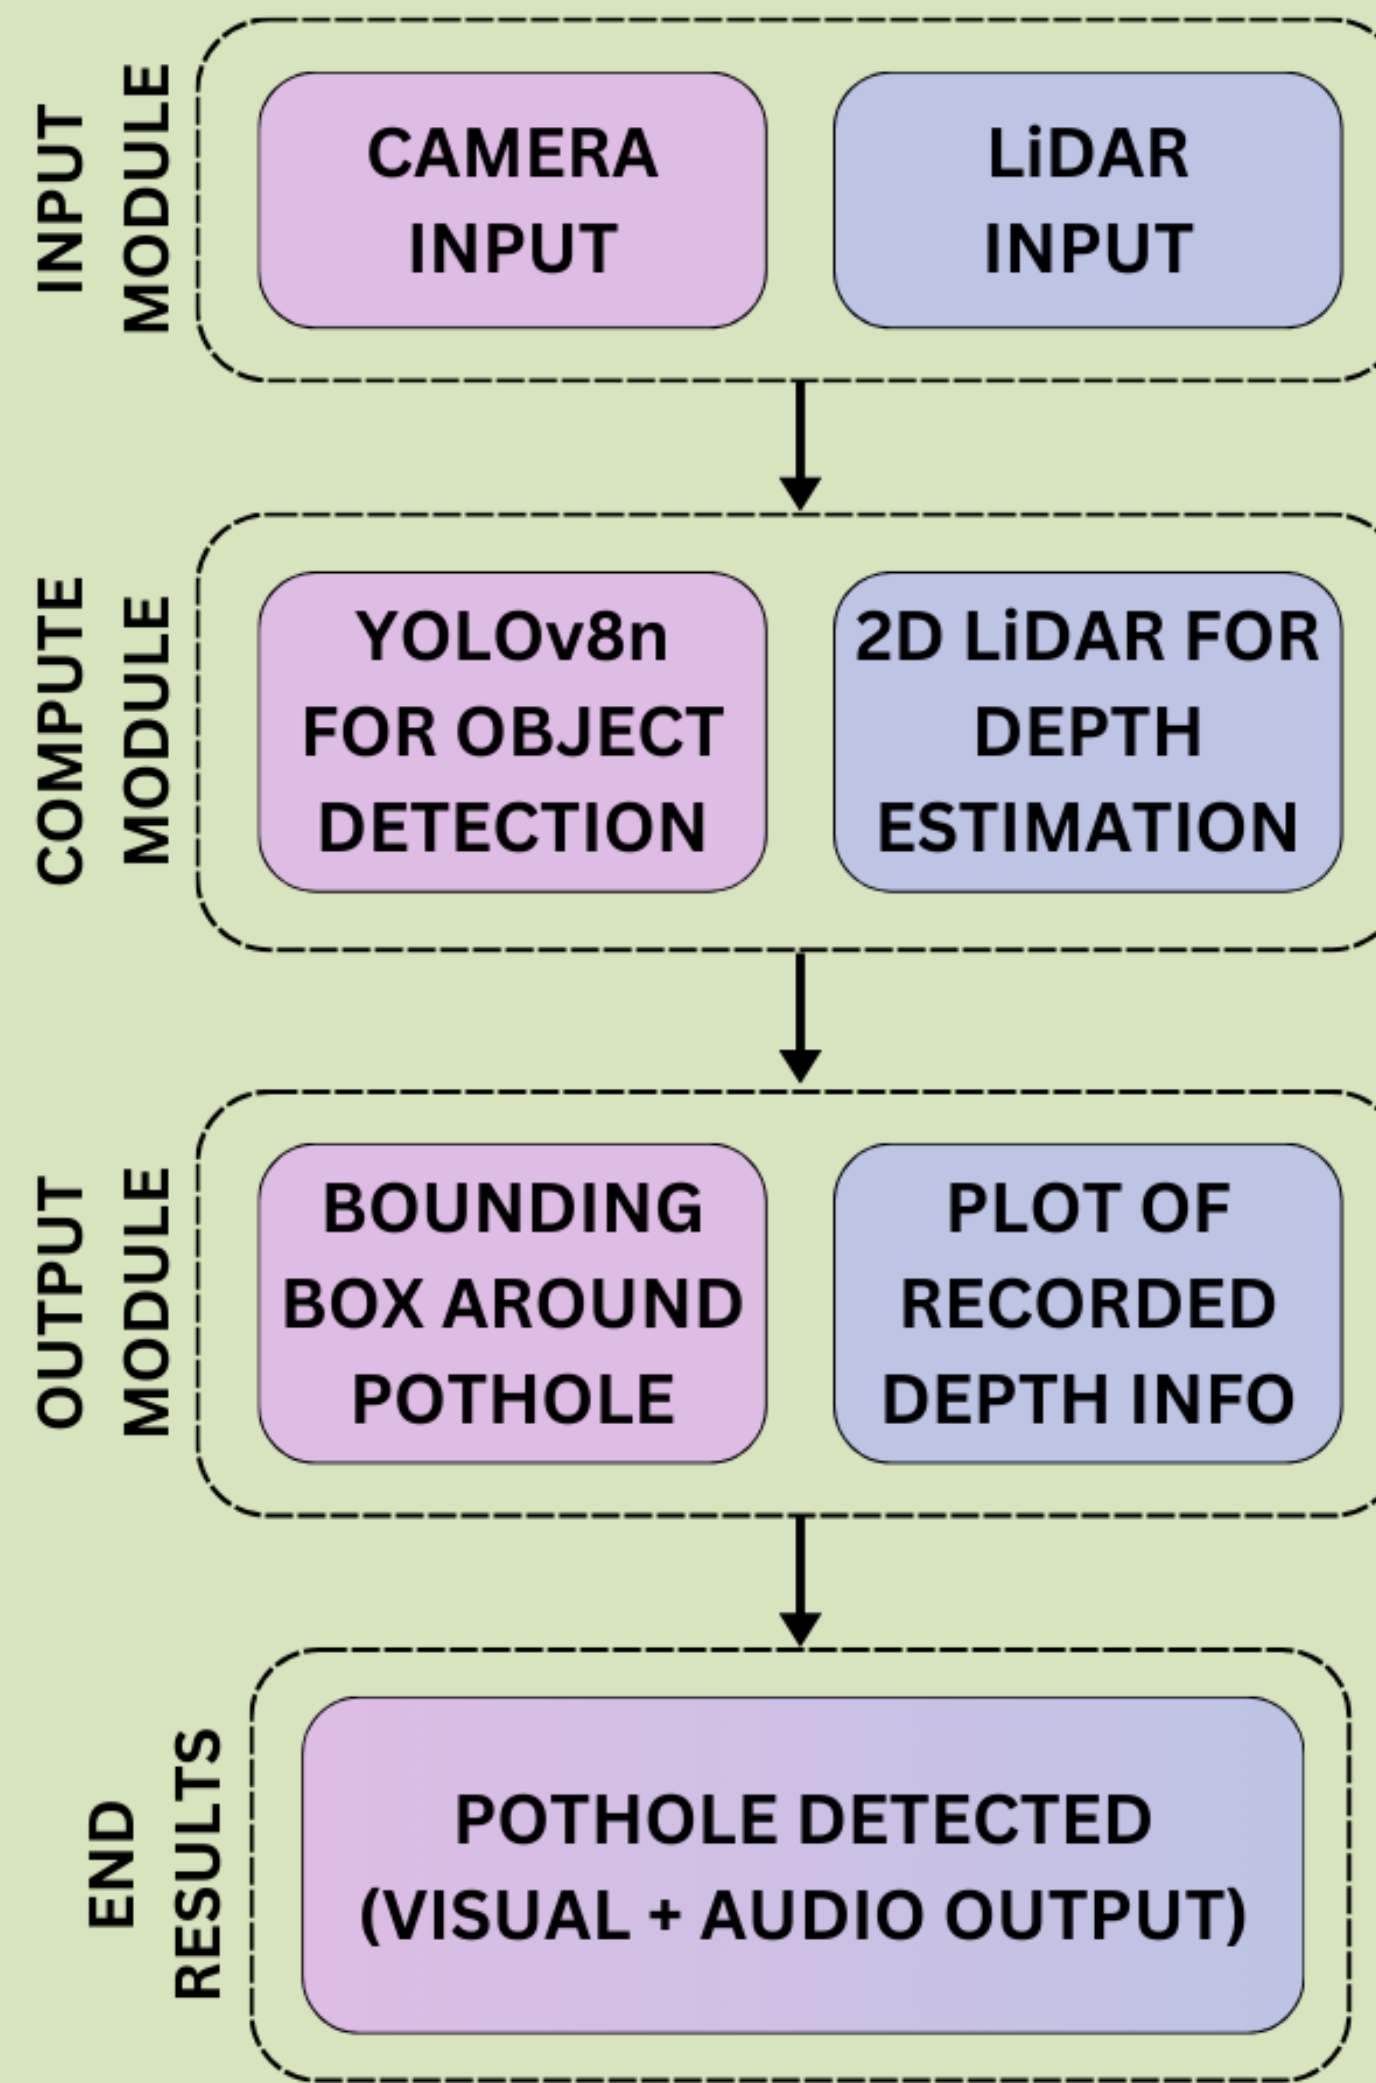 INPUT
MODULE
CAMERA
INPUT
LiDAR
INPUT
COMPUTE
MODULE
YOLOv8n
FOR OBJECT
DETECTION
2D LiDAR FOR
DEPTH
ESTIMATION
OUTPUT
MODULE
BOUNDING
BOX AROUND
POTHOLE
PLOT OF
RECORDED
DEPTH INFO
END
RESULTS
POTHOLE DETECTED
(VISUAL + AUDIO OUTPUT)